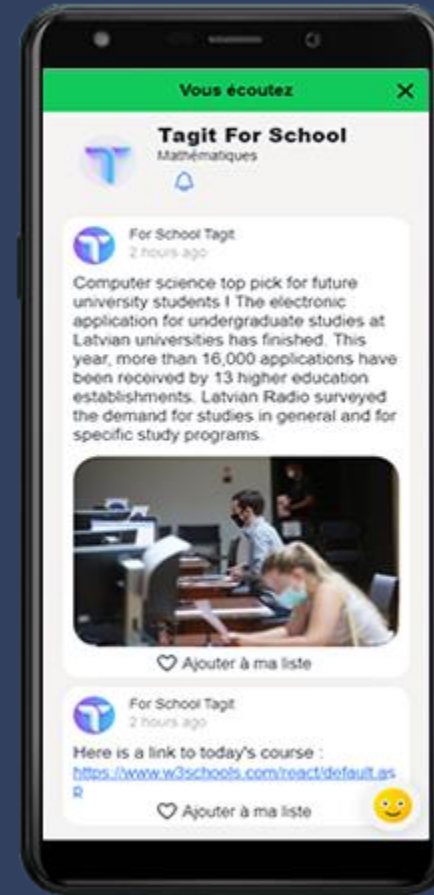 Vous écoutez
Tagit For School
Mathématiques
For School Tagit
2 hours ago
Computer science top pick for future
university students ! The electronic
application for undergraduate studies at
Latvian universities has finished. This
year, more than 16,000 applications have
been received by 13 higher education
establishments. Latvian Radio surveyed
the demand for studies in general and for
specific study programs.
Ajouter à ma liste
For School Tagit
2 hours ago
Here is a link to today's course :
https://www.w3schools.com/react/default.as
p
Ajouter à ma liste